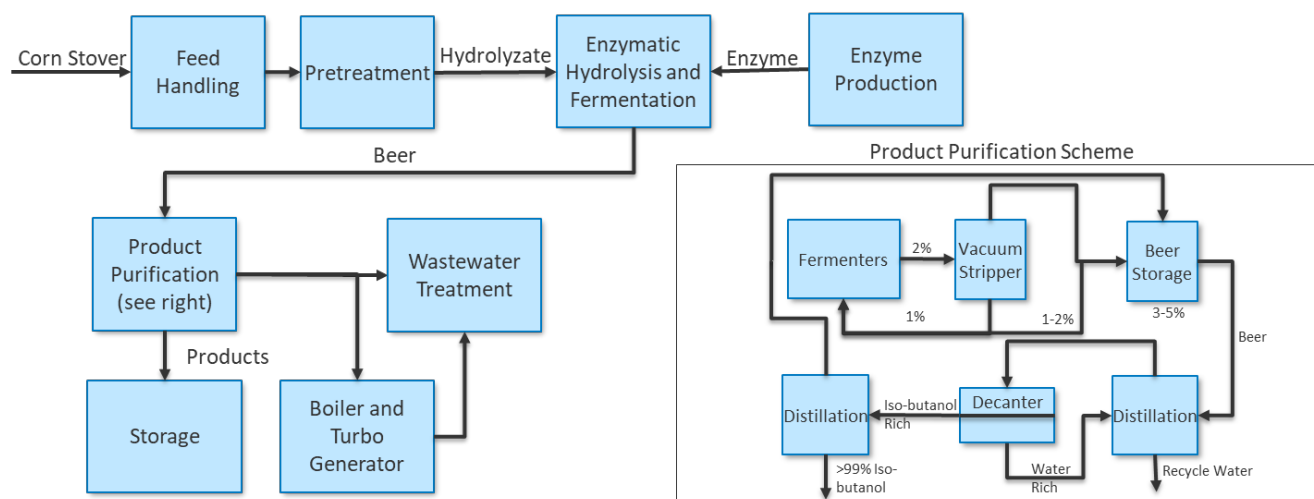 Corn Stover
Feed
Handling
Pretreatment
Hydrolyzate
Enzymatic
Hydrolysis and
Fermentation
Enzyme
Enzyme
Production
Beer
Product
Purification
(see right)
Wastewater
Treatment
Products
Storage
Boiler and
Turbo
Generator
Product Purification Scheme
Fermenters
2%
Vacuum
Stripper
Beer
Storage
1%
1-2%
3-5%
Beer
Distillation
Iso-butanol
Rich
Decanter
Distillation
>99% Iso-
butanol
Water
Rich
Recycle Water